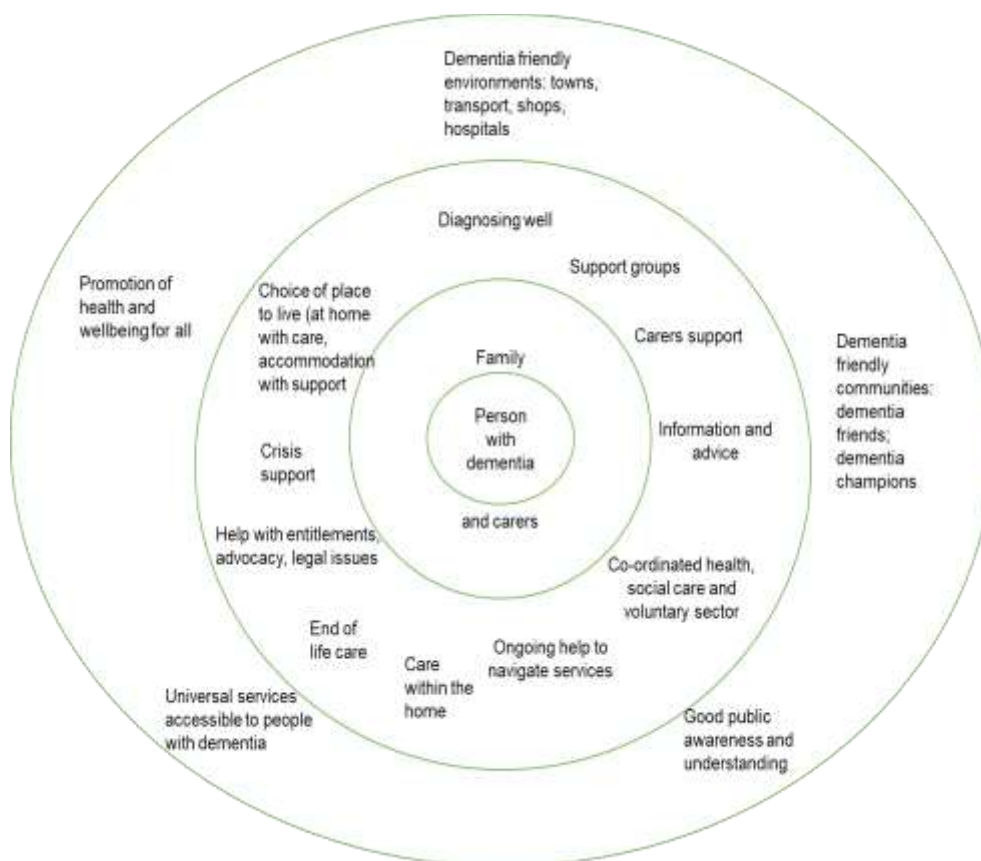 Dementia friendly
environments: towns,
transport, shops,
hospitals
Diagnosing well
Support groups
Promotion of
health and
wellbeing for all
Choice of place
to live (at home
with care,
accommodation
with support
Carers support
Dementia
friendly
communities:
dementia
friends;
dementia
champions
Family
Person
with
dementia
and carers
Information and
advice
Crisis
support
Help with entitlements,
advocacy, legal issues
Co-ordinated health,
social care and
voluntary sector
End of
life care
Care
within the
home
Ongoing help to
navigate services
Universal services
accessible to people
with dementia
Good public
awareness and
understanding